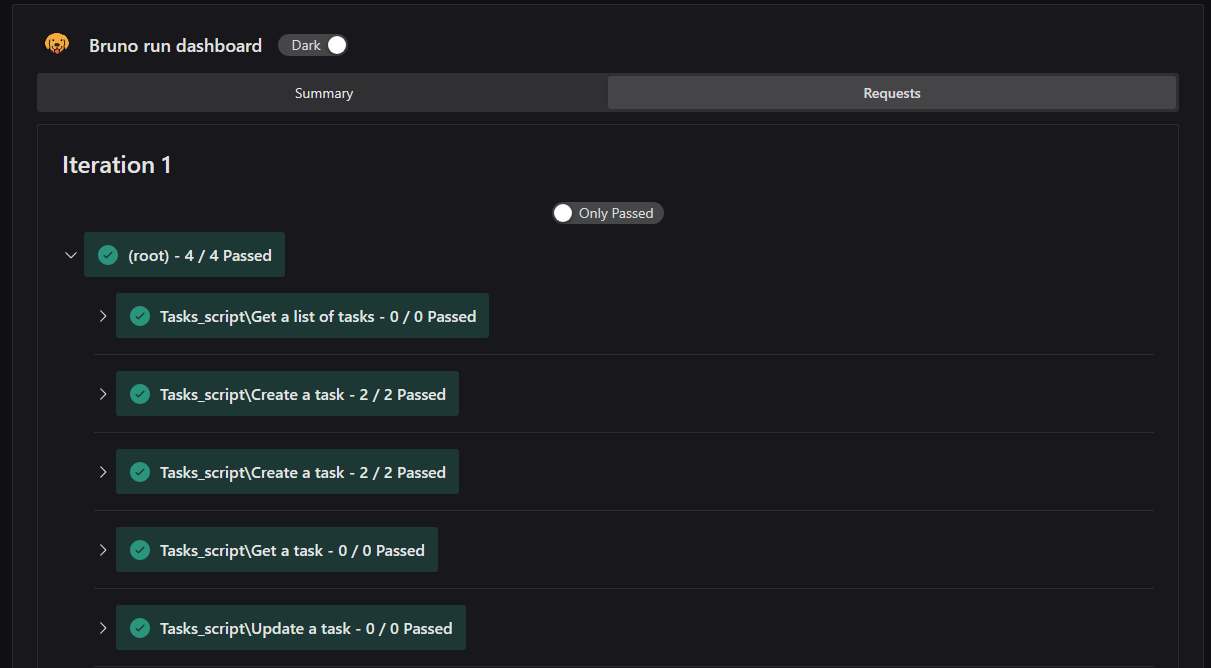 Bruno run dashboard
Dark
Summary
Requests
Iteration 1
Only Passed
(root) - 4 / 4 Passed
Tasks_script\Get a list of tasks - 0 / 0 Passed
Tasks_script\Create a task - 2 / 2 Passed
Tasks_script\Create a task - 2 / 2 Passed
Tasks_script\Get a task - 0 / 0 Passed
Tasks_script\Update a task - 0 / 0 Passed